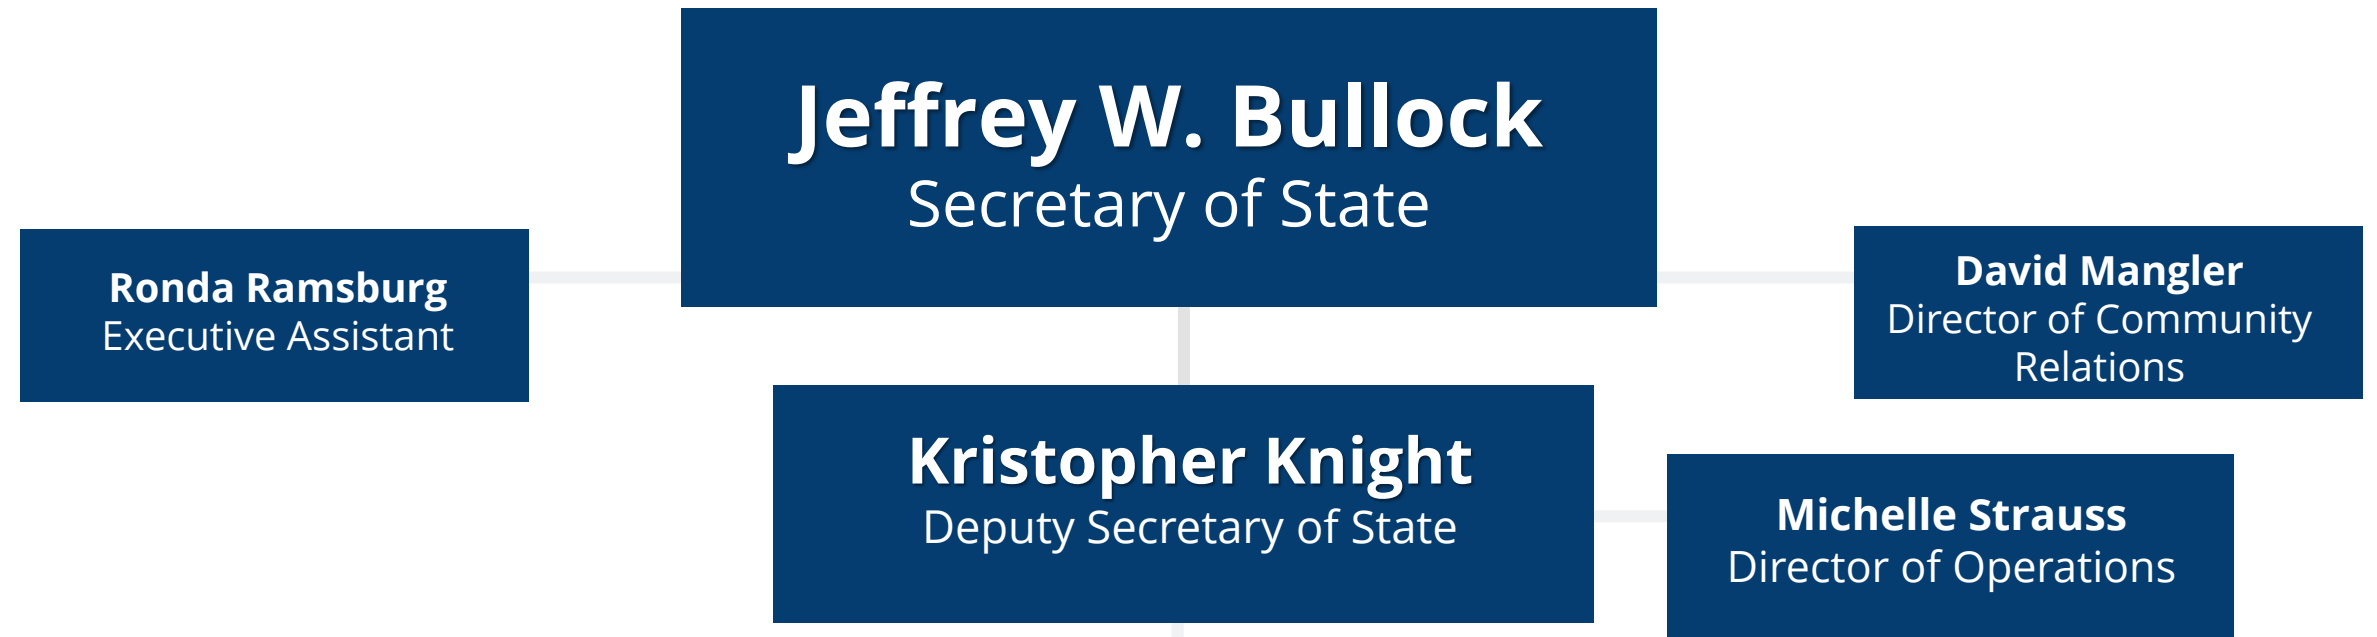 Jeffrey W. Bullock
Secretary of State
Ronda Ramsburg
Executive Assistant
David Mangler
Director of Community
Relations
Kristopher Knight
Deputy Secretary of State
Michelle Strauss
Director of Operations